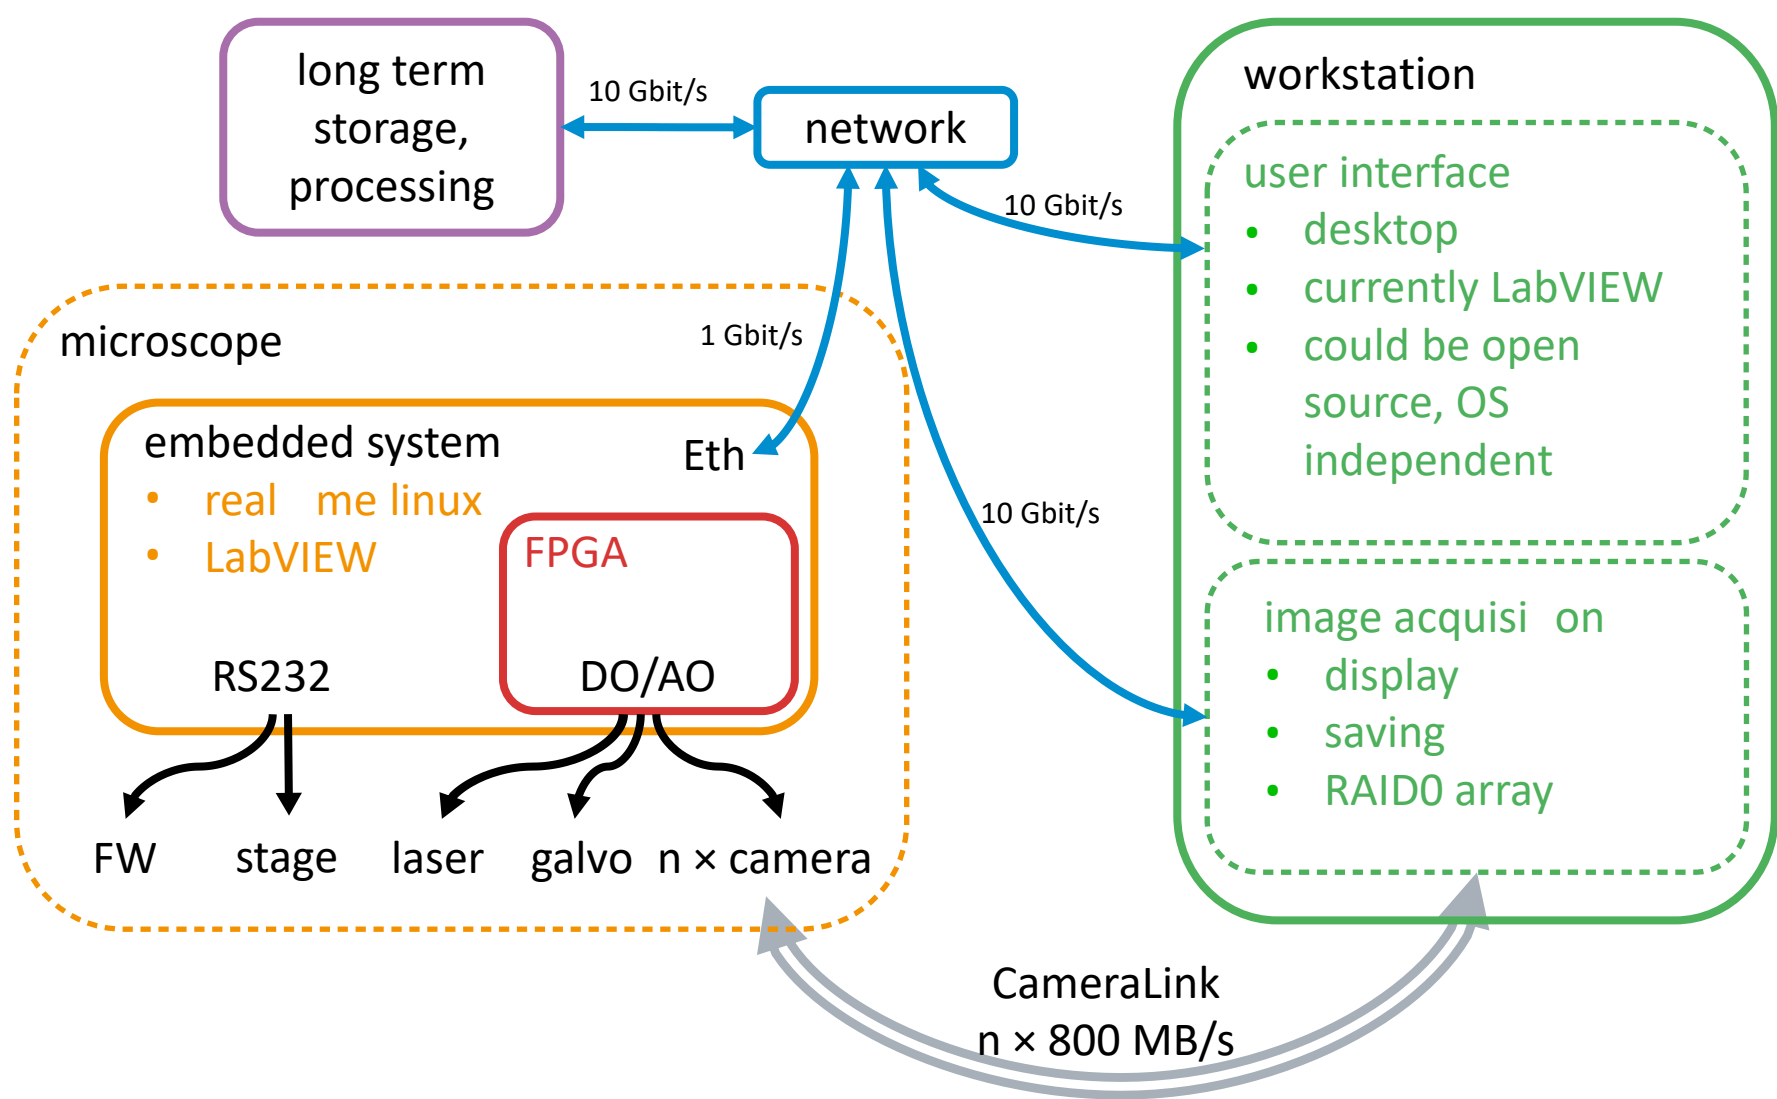 long term
storage,
processing
10 Gbit/s
network
10 Gbit/s
1 Gbit/s
10 Gbit/s
microscope
embedded system
• real me linux
• LabVIEW
Eth
FPGA
RS232
DO/AO
FW
stage
laser
galvo
n × camera
workstation
user interface
• desktop
• currently LabVIEW
• could be open
source, OS
independent
image acquisi on
• display
• saving
• RAID0 array
CameraLink
n × 800 MB/s